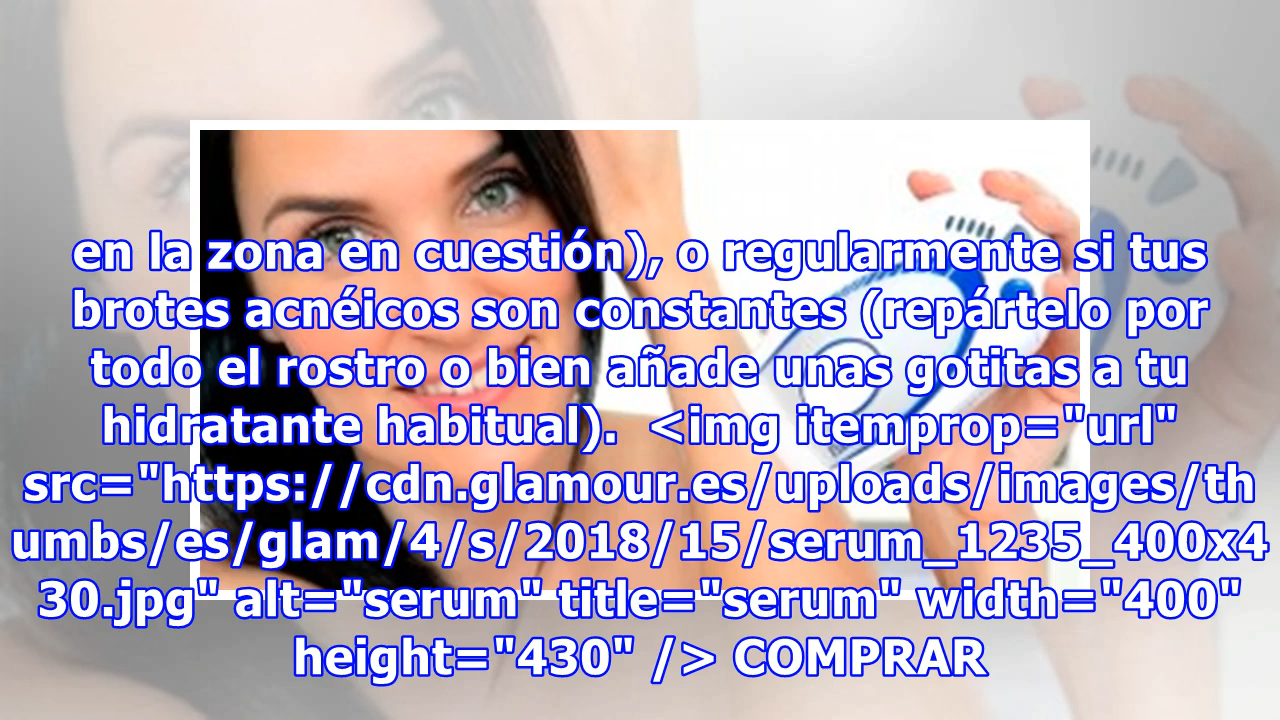 en la zona en cuestión), o regularmente si tus
brotes acnéicos son constantes (repártelo por
todo el rostro o bien añade unas gotitas a tu
hidratante habitual).  <img itemprop="url"
src="https://cdn.glamour.es/uploads/images/th
umbs/es/glam/4/s/2018/15/serum_1235_400x4
30.jpg" alt="serum" title="serum" width="400"
height="430" /> COMPRAR